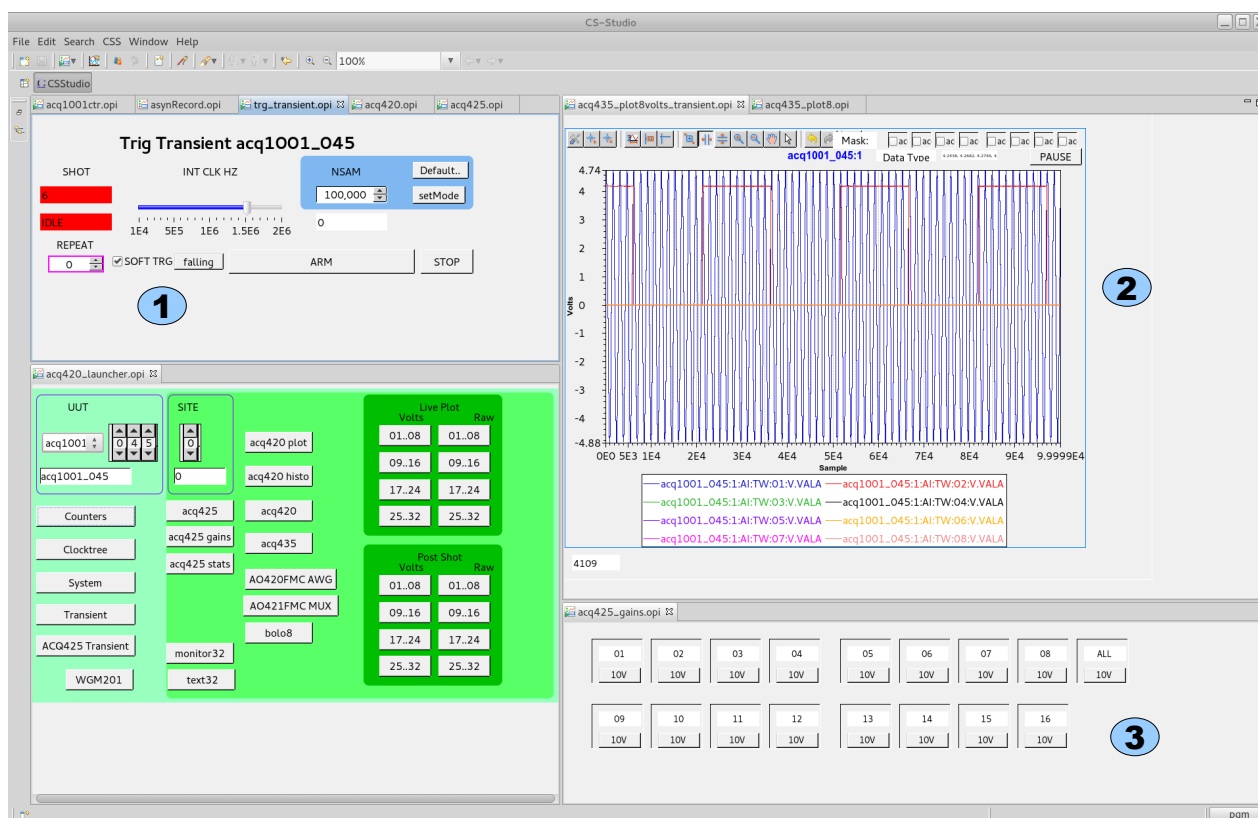 CS-Studio
File Edit Search CSS Window Help
100%
CSStudio
acq1001ctr.opi asynRecord.opi trg_transient.opi acq420.opi acq425.opi
Trig Transient acq1001_045
SHOT INT CLK HZ NSAM Default..
6 100,000 setMode
IDLE 1E4 5E5 1E6 1.5E6 2E6 0
REPEAT
0 SOFT TRG falling ARM STOP
1
acq420_launcher.opi
UUT SITE
acq1001 0 4 5 0
acq1001_045 0
Counters
Clocktree
System
Transient
ACQ425 Transient
WGM201
acq425
acq425 gains
acq425 stats
monitor32
text32
acq420 plot
acq420 histo
acq420
acq435
AO420FMC AWG
AO421FMC MUX
bolo8
Live Plot
Volts Raw
01..08 01..08
09..16 09..16
17..24 17..24
25..32 25..32
Post Shot
Volts Raw
01..08 01..08
09..16 09..16
17..24 17..24
25..32 25..32
acq435_plot8volts_transient.opi acq435_plot8.opi
Mask: ac ac ac ac ac ac ac ac
acq1001_045:1 Data Type PAUSE
4.74
4
3
2
1
0
-1
-2
-3
-4
-4.88
Volts
0E0 5E3 1E4 2E4 3E4 4E4 5E4 6E4 7E4 8E4 9E4 9.9999E4
Sample
acq1001_045:1:AI:TW:01:V.VALA acq1001_045:1:AI:TW:02:V.VALA
acq1001_045:1:AI:TW:03:V.VALA acq1001_045:1:AI:TW:04:V.VALA
acq1001_045:1:AI:TW:05:V.VALA acq1001_045:1:AI:TW:06:V.VALA
acq1001_045:1:AI:TW:07:V.VALA acq1001_045:1:AI:TW:08:V.VALA
4109
2
acq425_gains.opi
01 02 03 04 05 06 07 08 ALL
10V 10V 10V 10V 10V 10V 10V 10V 10V
09 10 11 12 13 14 15 16
10V 10V 10V 10V 10V 10V 10V 10V
3
pgm